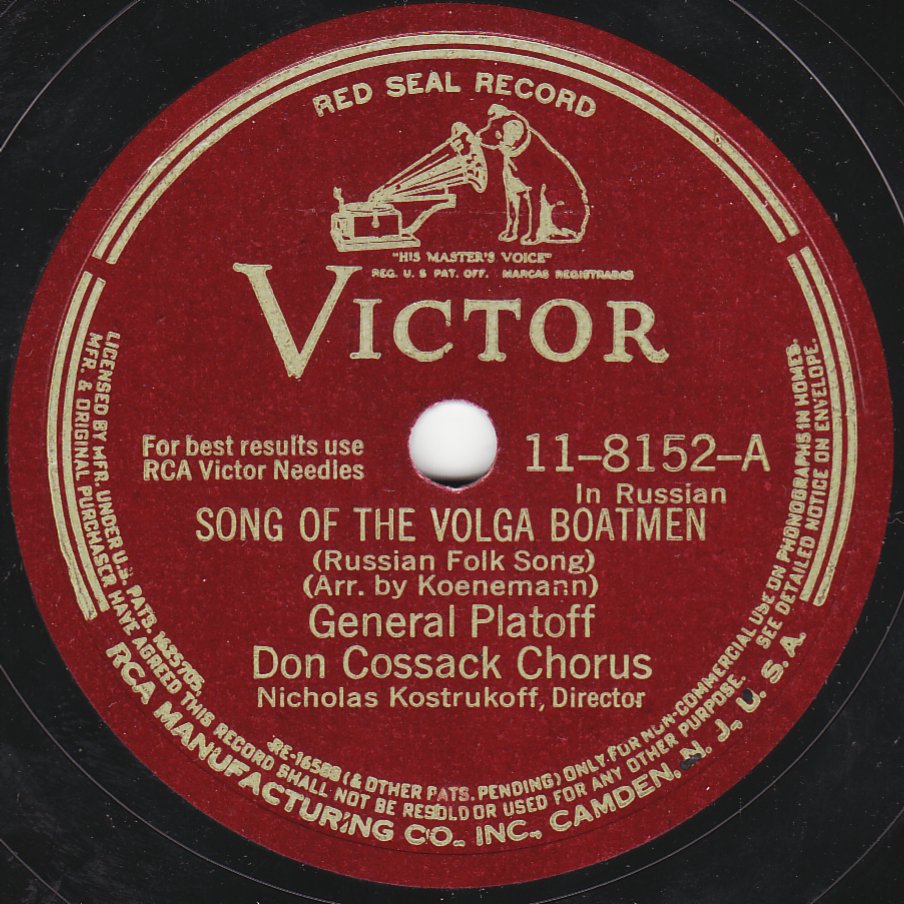 RED SEAL RECORD
"HIS MASTER'S VOICE"
REG. U. S. PAT. OFF. MARCAS REGISTRADAS
VICTOR
For best results use
RCA Victor Needles
11-8152-A
In Russian
SONG OF THE VOLGA BOATMEN
(Russian Folk Song)
(Arr. by Koenemann)
General Platoff
Don Cossack Chorus
Nicholas Kostrukoff, Director
LICENSED BY MFR. UNDER U.S. PATS. 1625705, RE-16588 (& OTHER PATS. PENDING) ONLY FOR NON-COMMERCIAL USE ON PHONOGRAPHS IN HOMES.
MFR. & ORIGINAL PURCHASER HAVE AGREED THIS RECORD SHALL NOT BE RESOLD OR USED FOR ANY OTHER PURPOSE. SEE DETAILED NOTICE ON ENVELOPE.
RCA MANUFACTURING CO., INC., CAMDEN, N. J., U. S. A.